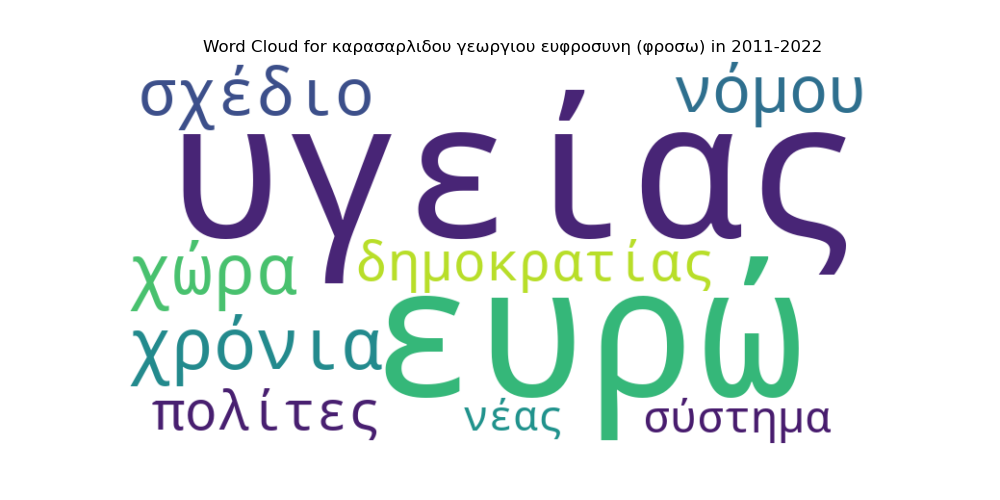 Word Cloud for καρασαρλιδου γεωργιου ευφροσυνη (φροσω) in 2011-2022
σχέδιο νόμου
υγείας
χώρα δημοκρατίας
ευρώ
χρόνια
πολίτες νέας σύστημα